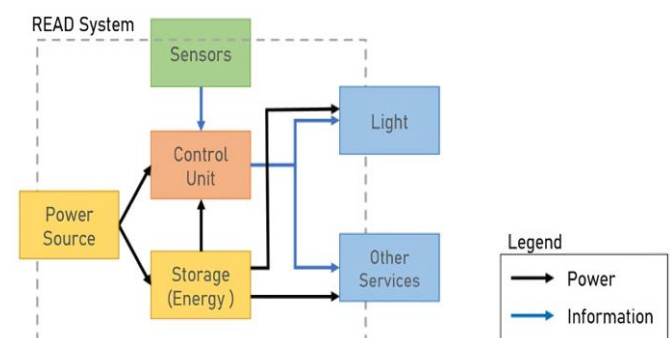 READ System
Sensors
Control
Unit
Light
Power
Source
Storage
(Energy )
Other
Services
Legend
Power
Information